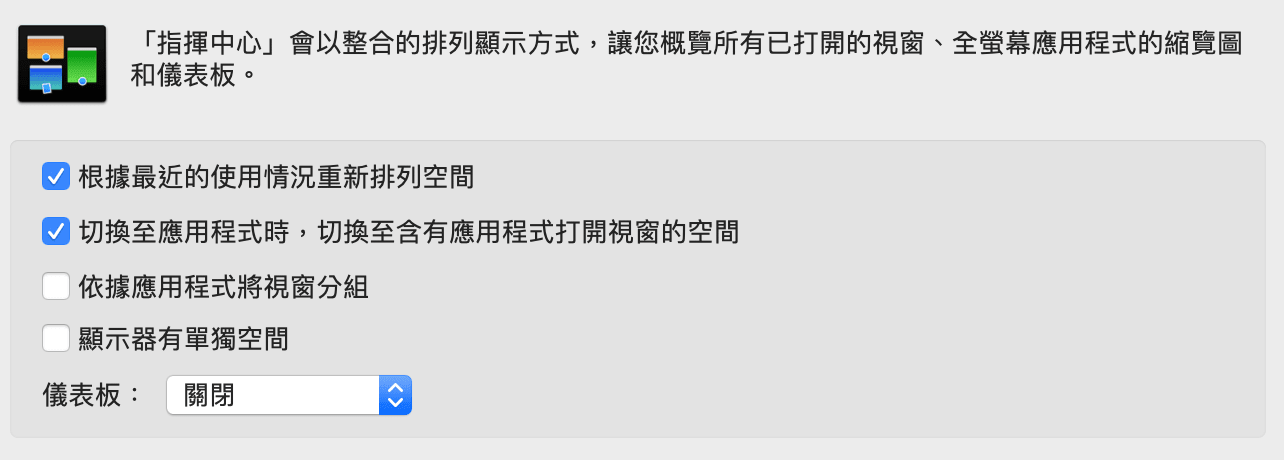 「指揮中心」會以整合的排列顯示方式，讓您概覽所有已打開的視窗、全螢幕應用程式的縮覽圖
和儀表板。
根據最近的使用情況重新排列空間
切換至應用程式時，切換至含有應用程式打開視窗的空間
依據應用程式將視窗分組
顯示器有單獨空間
儀表板： 關閉